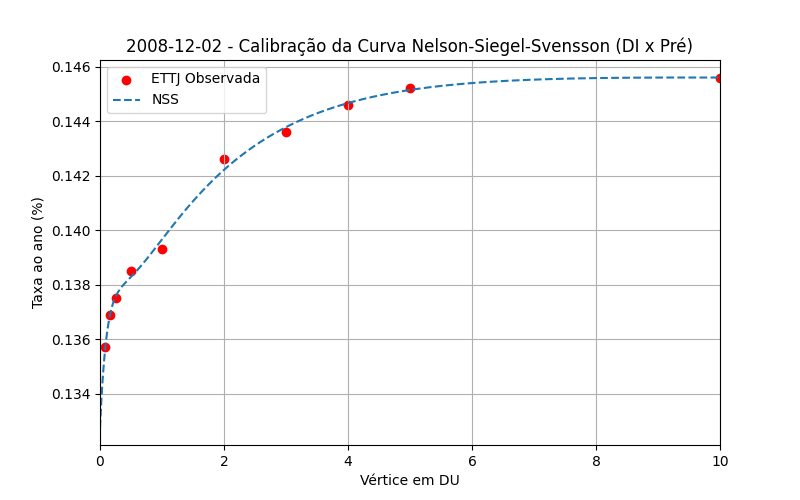 2008-12-02 - Calibração da Curva Nelson-Siegel-Svensson (DI x Pré)
ETTJ Observada
NSS
0.146
0.144
0.142
0.140
0.138
0.136
0.134
Taxa ao ano (%)
0 2 4 6 8 10
Vértice em DU